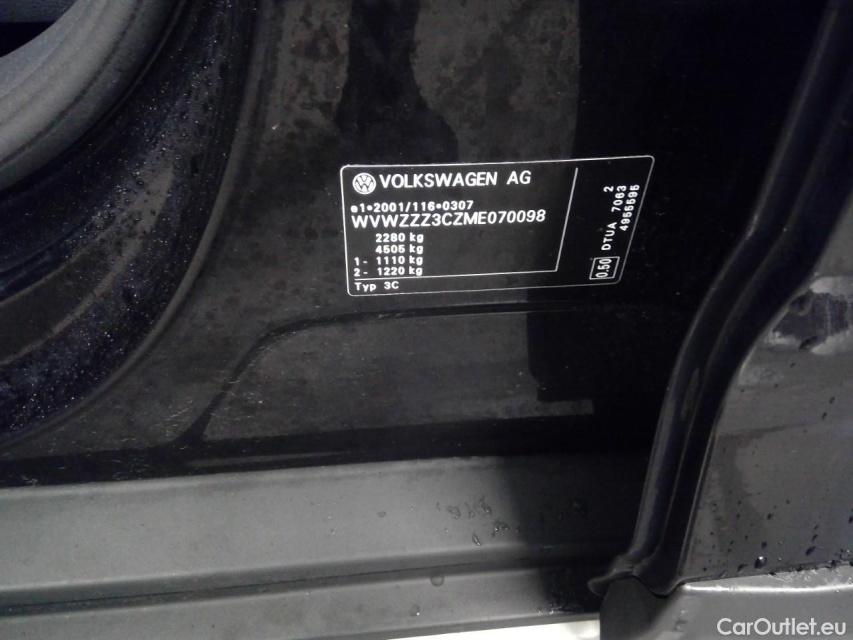 VOLKSWAGEN AG
e1*2001/116*0307
WVWZZZ3CZME070098
2280 kg
4505 kg
1- 1110 kg
2- 1220 kg
Typ 3C
0.50 DTUA 7063 2
4955595
CarOutlet.eu